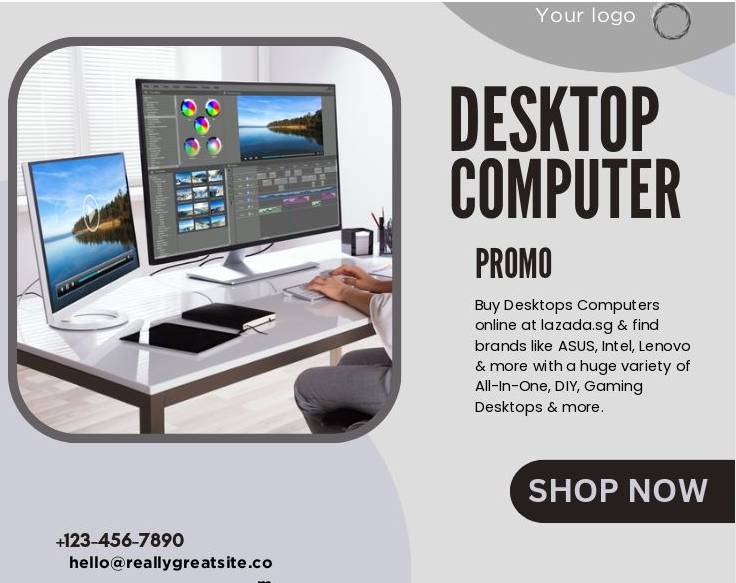 Your logo
DESKTOP
COMPUTER
PROMO
Buy Desktops Computers
online at lazada.sg & find
brands like ASUS, Intel, Lenovo
& more with a huge variety of
All-In-One, DIY, Gaming
Desktops & more.
SHOP NOW
+123-456-7890
hello@reallygreatsite.co
m